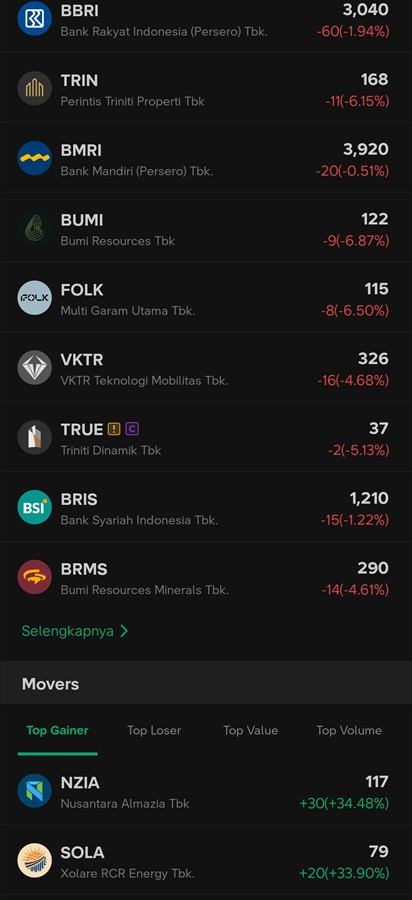 BBRI 3,040
Bank Rakyat Indonesia (Persero) Tbk. -60(-1.94%)
TRIN 168
Perintis Triniti Properti Tbk -11(-6.15%)
BMRI 3,920
Bank Mandiri (Persero) Tbk. -20(-0.51%)
BUMI 122
Bumi Resources Tbk -9(-6.87%)
FOLK 115
FOLK
Multi Garam Utama Tbk. -8(-6.50%)
VKTR 326
VKTR Teknologi Mobilitas Tbk. -16(-4.68%)
TRUE ! C 37
Triniti Dinamik Tbk -2(-5.13%)
BRIS 1,210
BSI
Bank Syariah Indonesia Tbk. -15(-1.22%)
BRMS 290
Bumi Resources Minerals Tbk. -14(-4.61%)
Selengkapnya >
Movers
Top Gainer Top Loser Top Value Top Volume
NZIA 117
Nusantara Almazia Tbk +30(+34.48%)
SOLA 79
Xolare RCR Energy Tbk. +20(+33.90%)